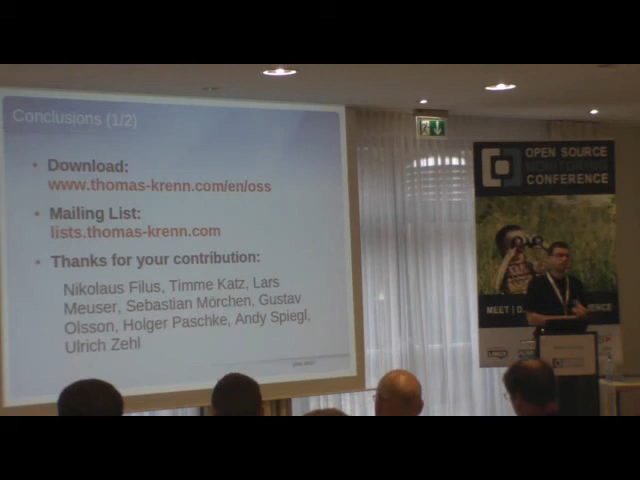 Conclusions (1/2)
• Download:
www.thomas-krenn.com/en/oss
• Mailing List:
lists.thomas-krenn.com
• Thanks for your contribution:
Nikolaus Filus, Timme Katz, Lars
Meuser, Sebastian Mörchen, Gustav
Olsson, Holger Paschke, Andy Spiegl,
Ulrich Zehl
OPEN SOURCE
MONITORING
CONFERENCE
MEET